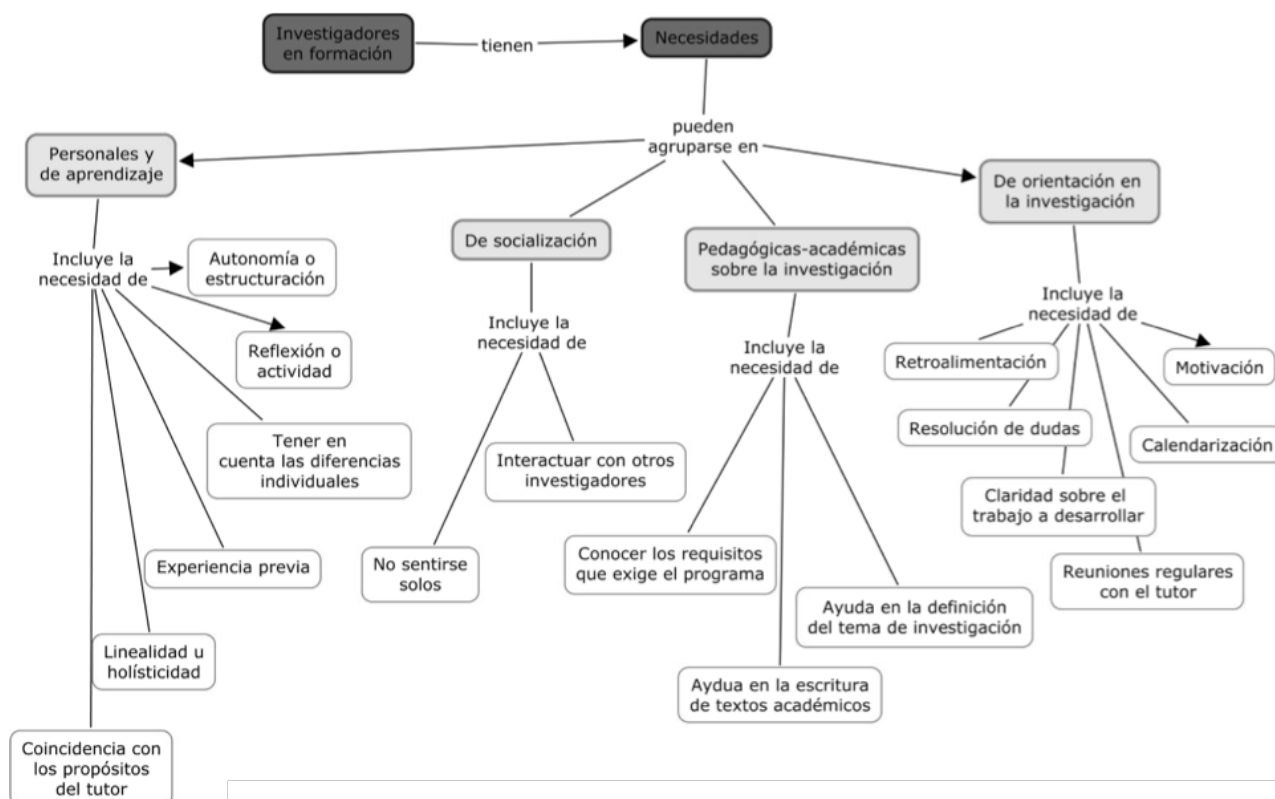 Investigadores
en formación
tienen
Necesidades
pueden
agruparse en
Personales y
de aprendizaje
Incluye la
necesidad de
Autonomía o
estructuración
Reflexión o
actividad
Tener en
cuenta las diferencias
individuales
Experiencia previa
Linealidad u
holísticidad
Coincidencia con
los propósitos
del tutor
De socialización
Incluye la
necesidad de
Interactuar con otros
investigadores
No sentirse
solos
Pedagógicas-académicas
sobre la investigación
Incluye la
necesidad de
Conocer los requisitos
que exige el programa
Ayuda en la definición
del tema de investigación
Aydua en la escritura
de textos académicos
De orientación en
la investigación
Incluye la
necesidad de
Retroalimentación
Motivación
Resolución de dudas
Calendarización
Claridad sobre el
trabajo a desarrollar
Reuniones regulares
con el tutor